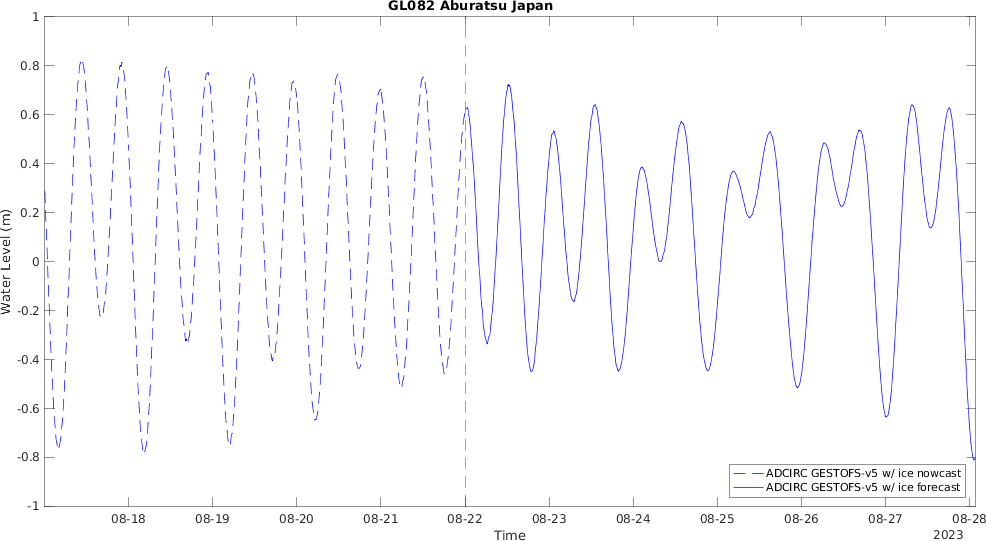 GL082 Aburatsu Japan
1
0.8
0.6
0.4
0.2
0
-0.2
-0.4
-0.6
-0.8
-1
Water Level (m)
ADCIRC GESTOFS-v5 w/ ice nowcast
ADCIRC GESTOFS-v5 w/ ice forecast
08-18 08-19 08-20 08-21 08-22 08-23 08-24 08-25 08-26 08-27 08-28
Time
2023